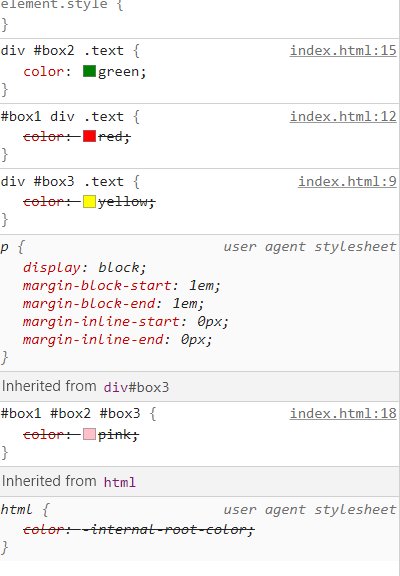 element.style {
}
div #box2 .text { index.html:15
color: green;
}
#box1 div .text { index.html:12
color: red;
}
div #box3 .text { index.html:9
color: yellow;
}
p { user agent stylesheet
display: block;
margin-block-start: 1em;
margin-block-end: 1em;
margin-inline-start: 0px;
margin-inline-end: 0px;
}
Inherited from div#box3
#box1 #box2 #box3 { index.html:18
color: pink;
}
Inherited from html
html { user agent stylesheet
color: -internal-root-color;
}